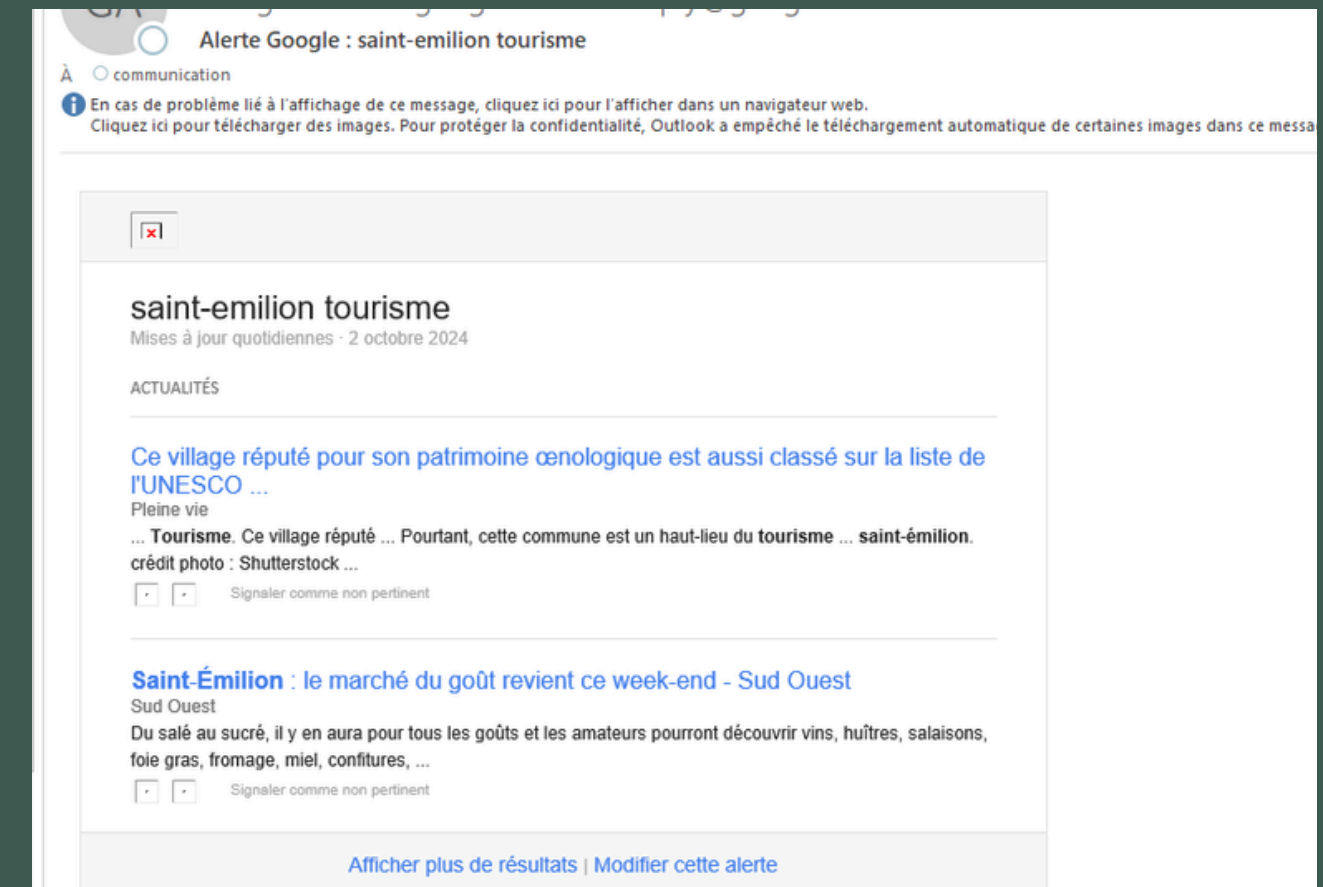 GA
Alerte Google : saint-emilion tourisme
À communication
En cas de problème lié à l'affichage de ce message, cliquez ici pour l'afficher dans un navigateur web.
Cliquez ici pour télécharger des images. Pour protéger la confidentialité, Outlook a empêché le téléchargement automatique de certaines images dans ce messa
saint-emilion tourisme
Mises à jour quotidiennes · 2 octobre 2024
ACTUALITÉS
Ce village réputé pour son patrimoine œnologique est aussi classé sur la liste de
l'UNESCO ...
Pleine vie
... Tourisme. Ce village réputé ... Pourtant, cette commune est un haut-lieu du tourisme ... saint-émilion.
crédit photo : Shutterstock ...
Signaler comme non pertinent
Saint-Émilion : le marché du goût revient ce week-end - Sud Ouest
Sud Ouest
Du salé au sucré, il y en aura pour tous les goûts et les amateurs pourront découvrir vins, huîtres, salaisons,
foie gras, fromage, miel, confitures, ...
Signaler comme non pertinent
Afficher plus de résultats | Modifier cette alerte